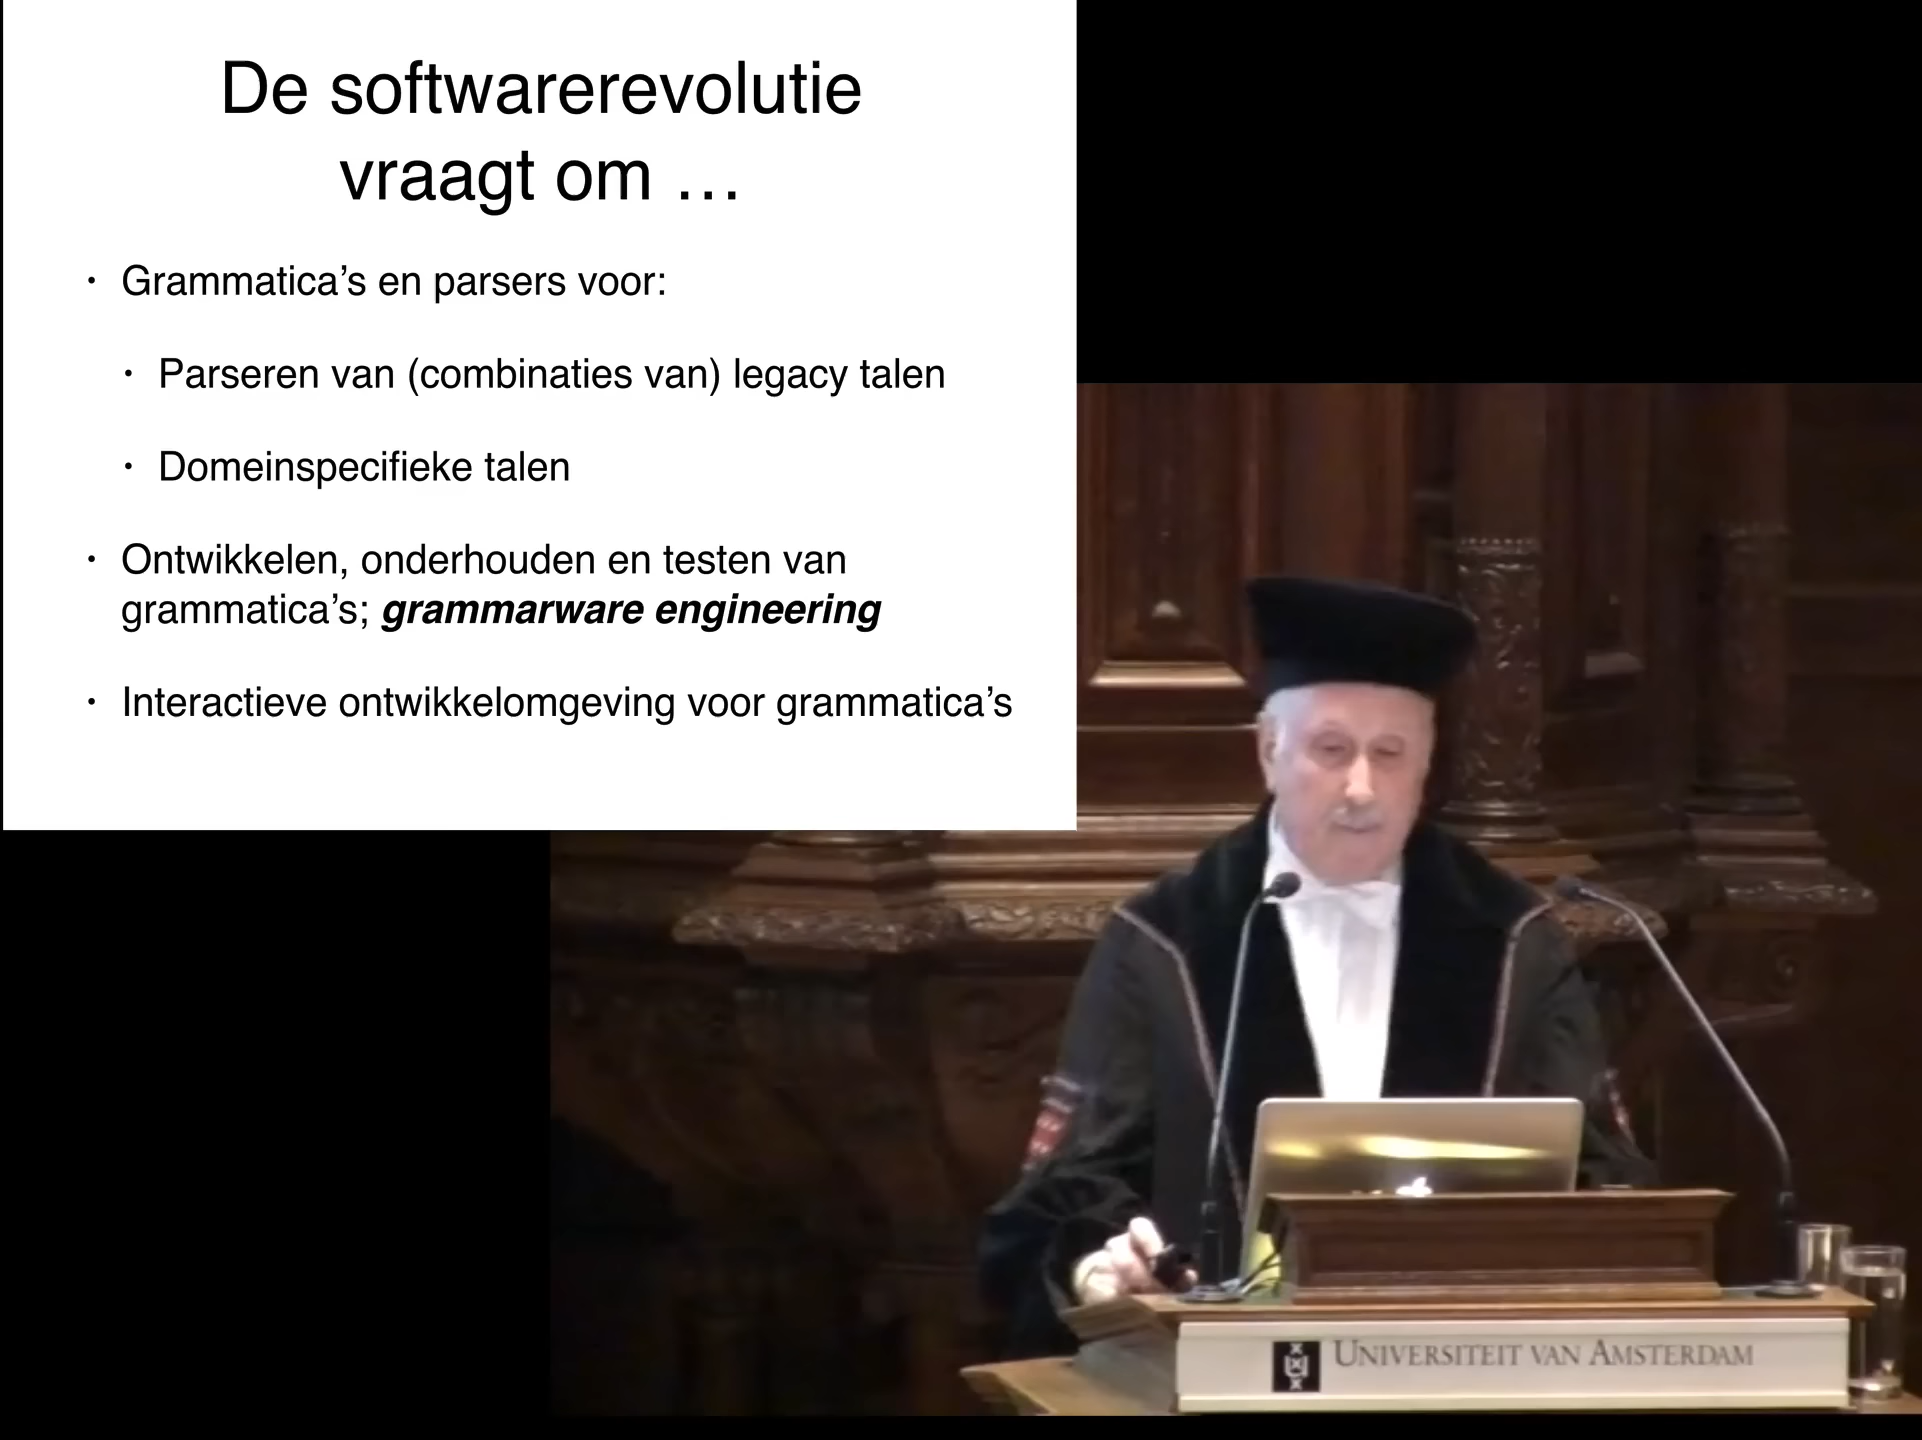 De softwarerevolutie
vraagt om …
• Grammatica’s en parsers voor:
• Parseren van (combinaties van) legacy talen
• Domeinspecifieke talen
• Ontwikkelen, onderhouden en testen van
grammatica’s; grammarware engineering
• Interactieve ontwikkelomgeving voor grammatica’s
UNIVERSITEIT VAN AMSTERDAM